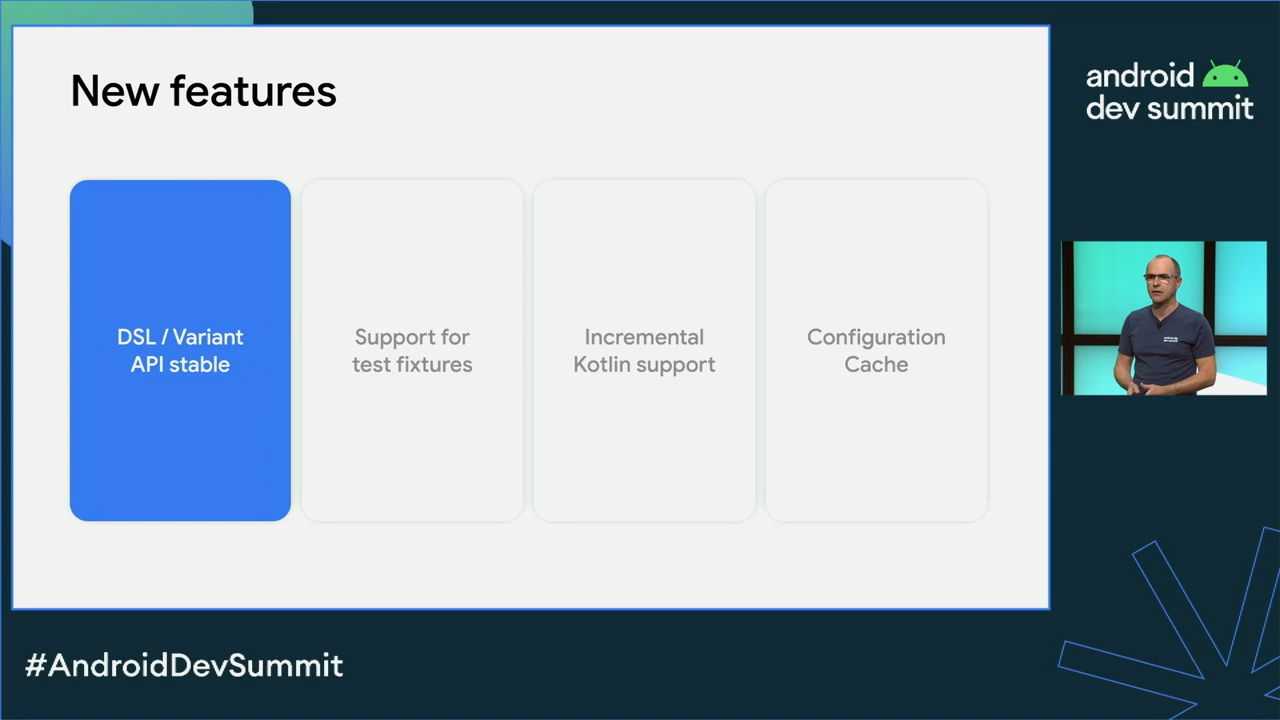 New features
DSL / Variant
API stable
Support for
test fixtures
Incremental
Kotlin support
Configuration
Cache
android
dev summit
#AndroidDevSummit